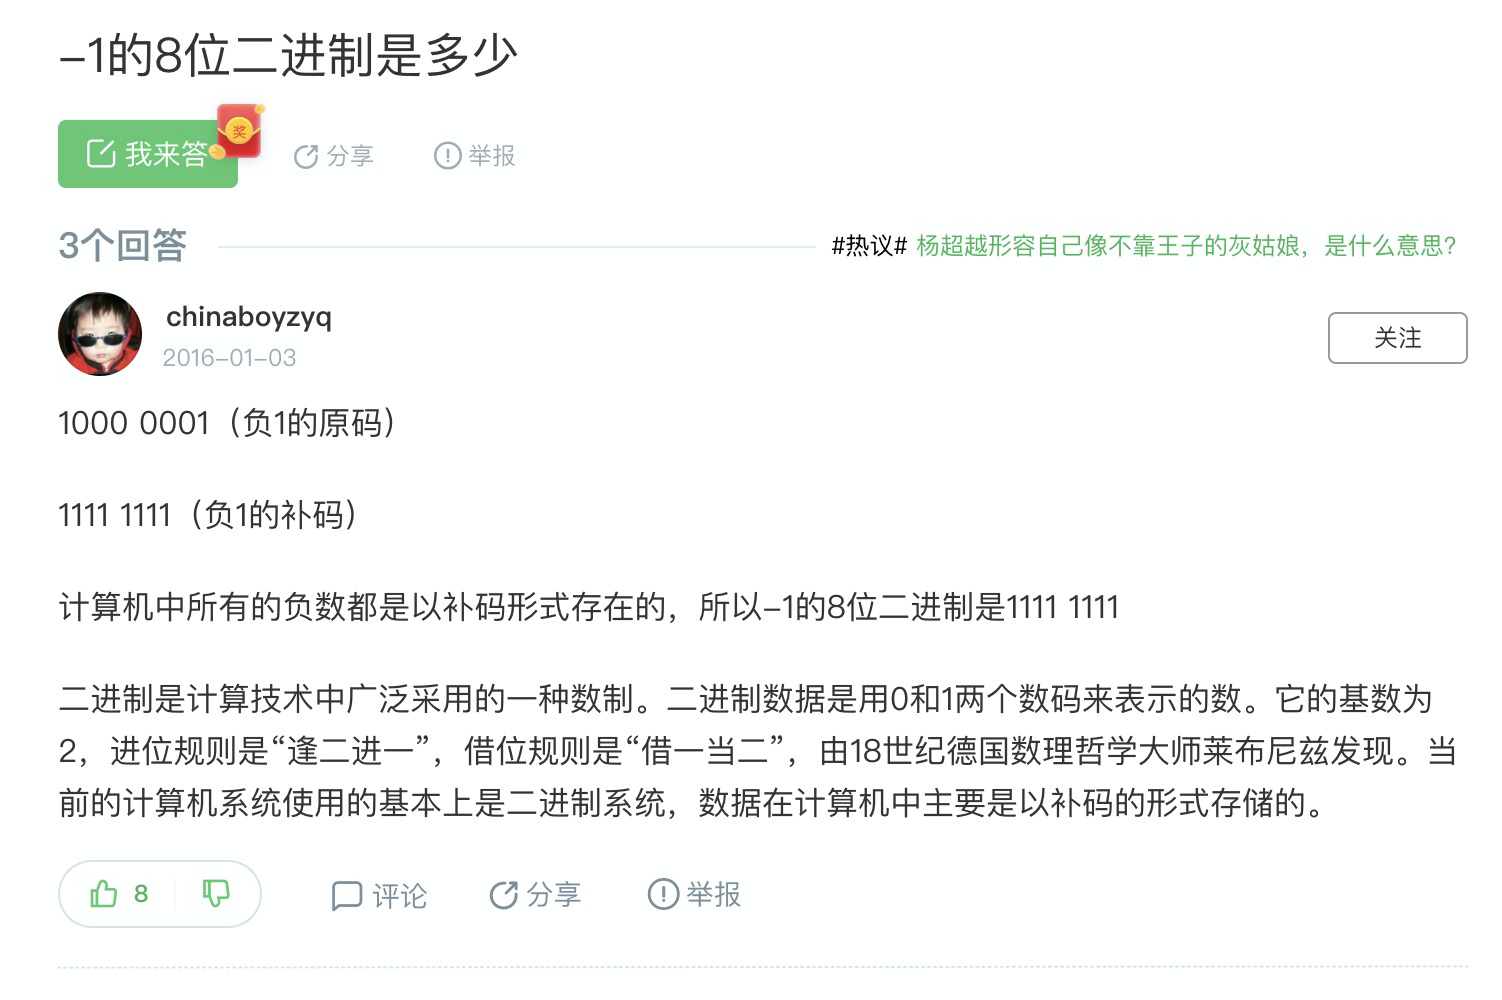 -1的8位二进制是多少
我来答
奖
分享
举报
3个回答
#热议# 杨超越形容自己像不靠王子的灰姑娘，是什么意思?
chinaboyzyq
2016-01-03
关注
1000 0001（负1的原码）
1111 1111（负1的补码）
计算机中所有的负数都是以补码形式存在的，所以-1的8位二进制是1111 1111
二进制是计算技术中广泛采用的一种数制。二进制数据是用0和1两个数码来表示的数。它的基数为
2，进位规则是“逢二进一”，借位规则是“借一当二”，由18世纪德国数理哲学大师莱布尼兹发现。当
前的计算机系统使用的基本上是二进制系统，数据在计算机中主要是以补码的形式存储的。
8
评论
分享
举报